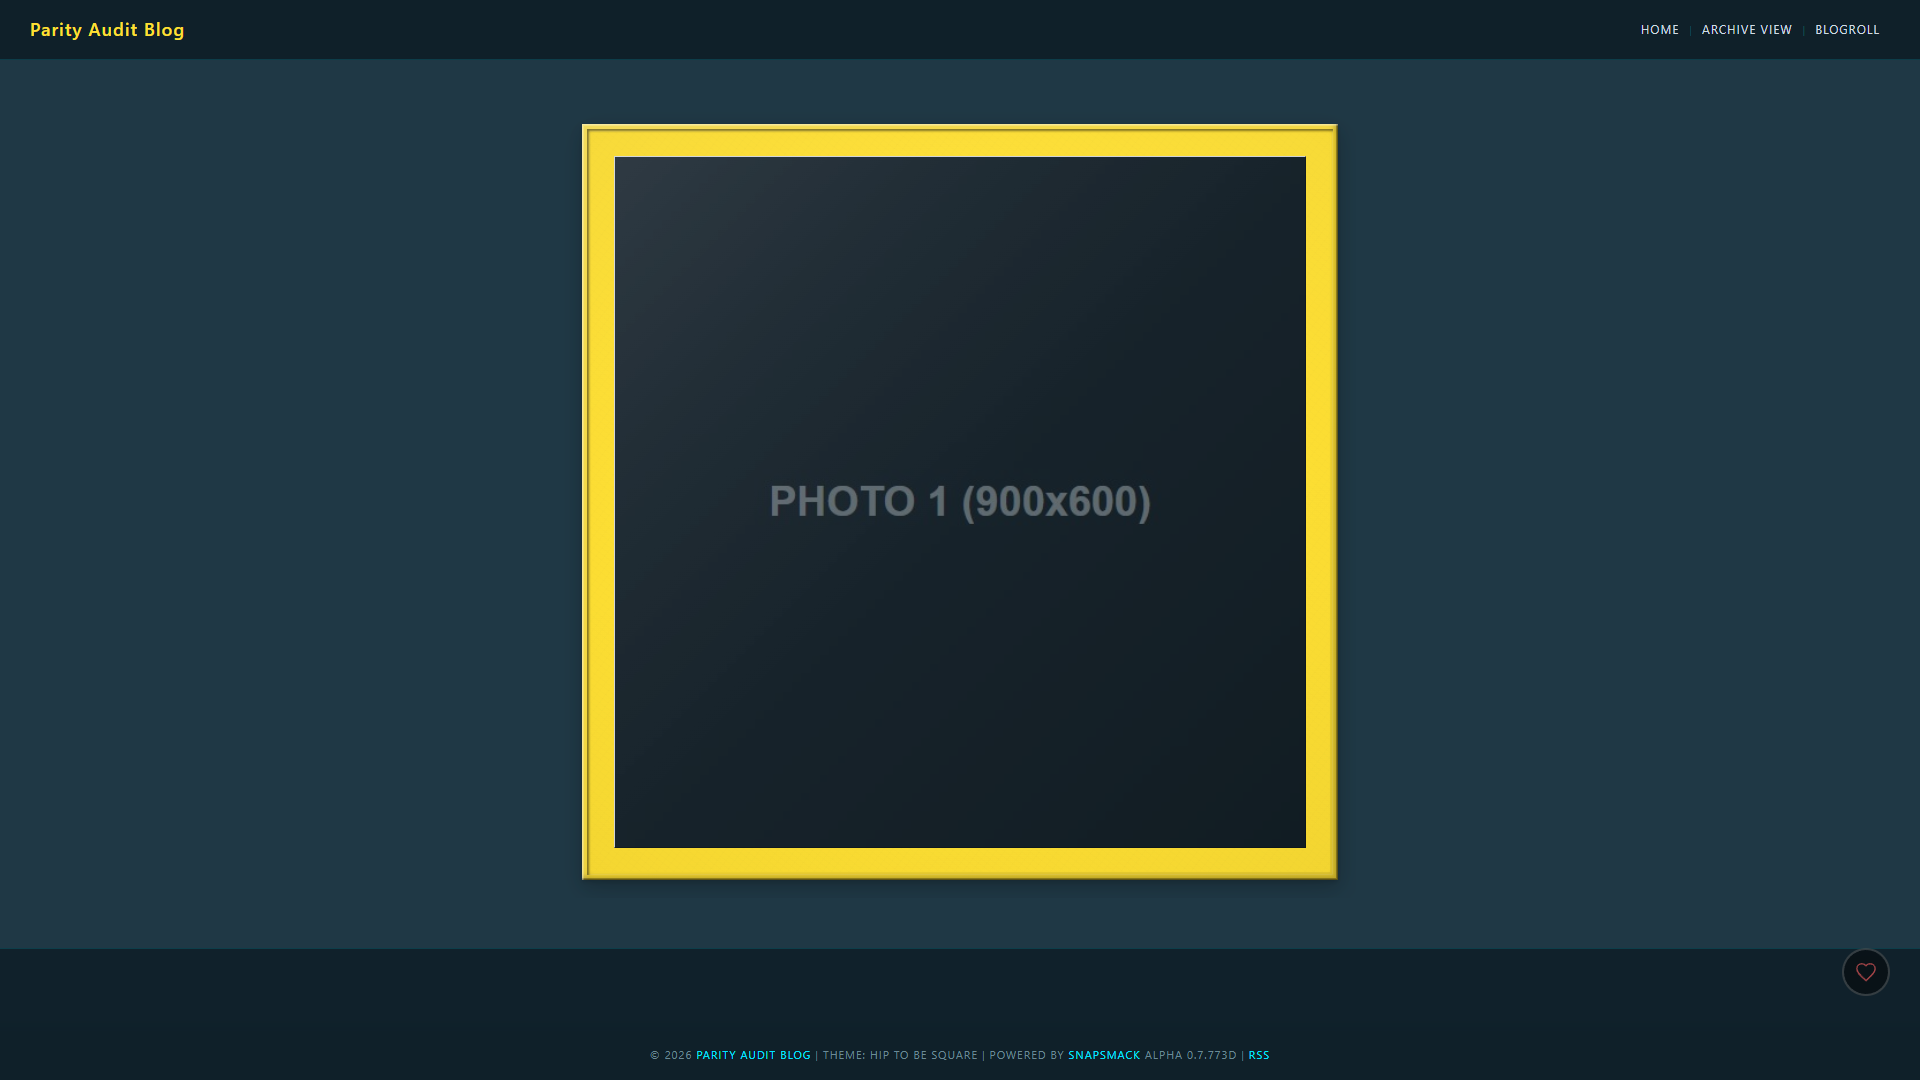 Parity Audit Blog
HOME | ARCHIVE VIEW | BLOGROLL
PHOTO 1 (900x600)
© 2026 PARITY AUDIT BLOG | THEME: HIP TO BE SQUARE | POWERED BY SNAPSMACK ALPHA 0.7.773D | RSS